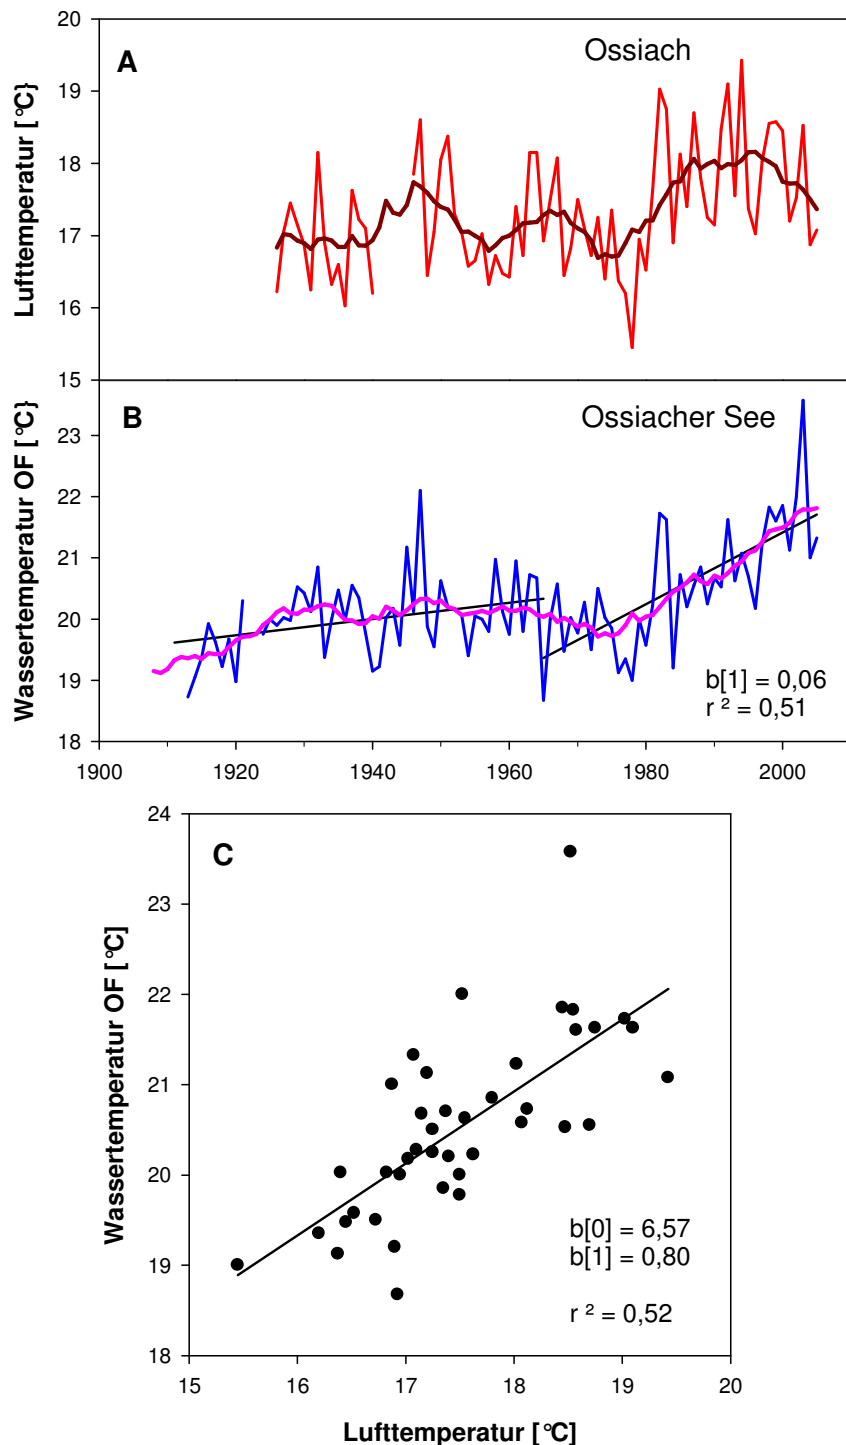 20
A
Ossiach
19
18
17
16
15
Lufttemperatur [°C]
B
Ossiacher See
23
22
21
20
19
18
Wassertemperatur OF [°C]
b[1] = 0,06
r ² = 0,51
1900 1920 1940 1960 1980 2000
24
C
23
22
21
20
19
18
Wassertemperatur OF [°C]
b[0] = 6,57
b[1] = 0,80
r ² = 0,52
15 16 17 18 19 20
Lufttemperatur [°C]